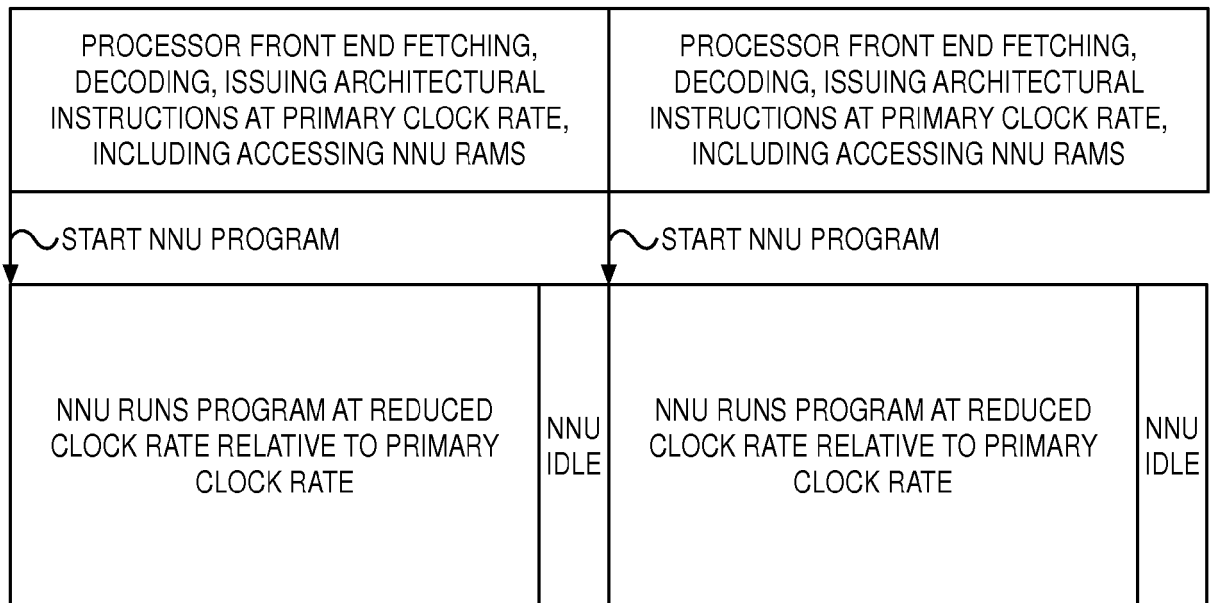 PROCESSOR FRONT END FETCHING,
DECODING, ISSUING ARCHITECTURAL
INSTRUCTIONS AT PRIMARY CLOCK RATE,
INCLUDING ACCESSING NNU RAMS
PROCESSOR FRONT END FETCHING,
DECODING, ISSUING ARCHITECTURAL
INSTRUCTIONS AT PRIMARY CLOCK RATE,
INCLUDING ACCESSING NNU RAMS
START NNU PROGRAM
START NNU PROGRAM
NNU RUNS PROGRAM AT REDUCED
CLOCK RATE RELATIVE TO PRIMARY
CLOCK RATE
NNU
IDLE
NNU RUNS PROGRAM AT REDUCED
CLOCK RATE RELATIVE TO PRIMARY
CLOCK RATE
NNU
IDLE